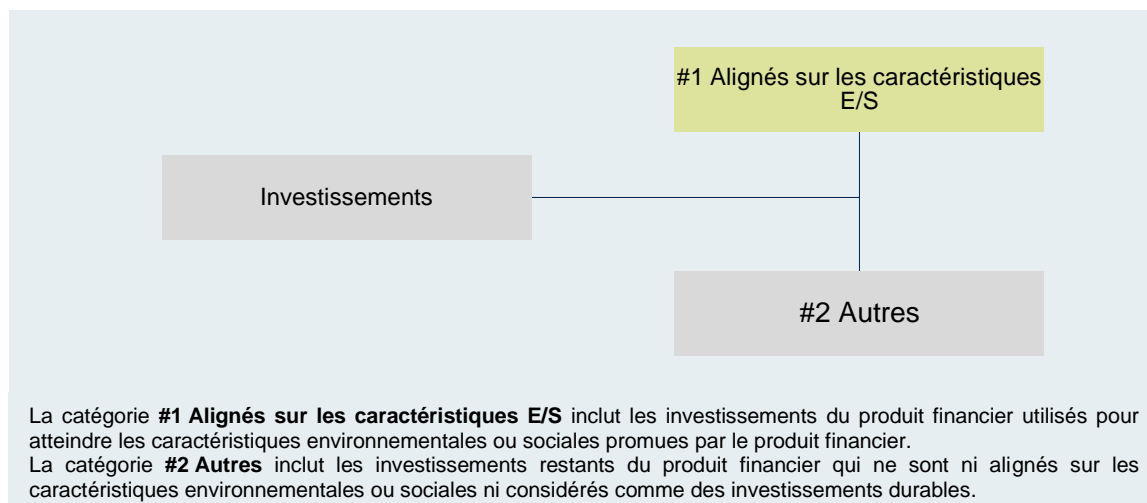 #1 Alignés sur les caractéristiques
E/S
Investissements
#2 Autres
La catégorie #1 Alignés sur les caractéristiques E/S inclut les investissements du produit financier utilisés pour
atteindre les caractéristiques environnementales ou sociales promues par le produit financier.
La catégorie #2 Autres inclut les investissements restants du produit financier qui ne sont ni alignés sur les
caractéristiques environnementales ou sociales ni considérés comme des investissements durables.